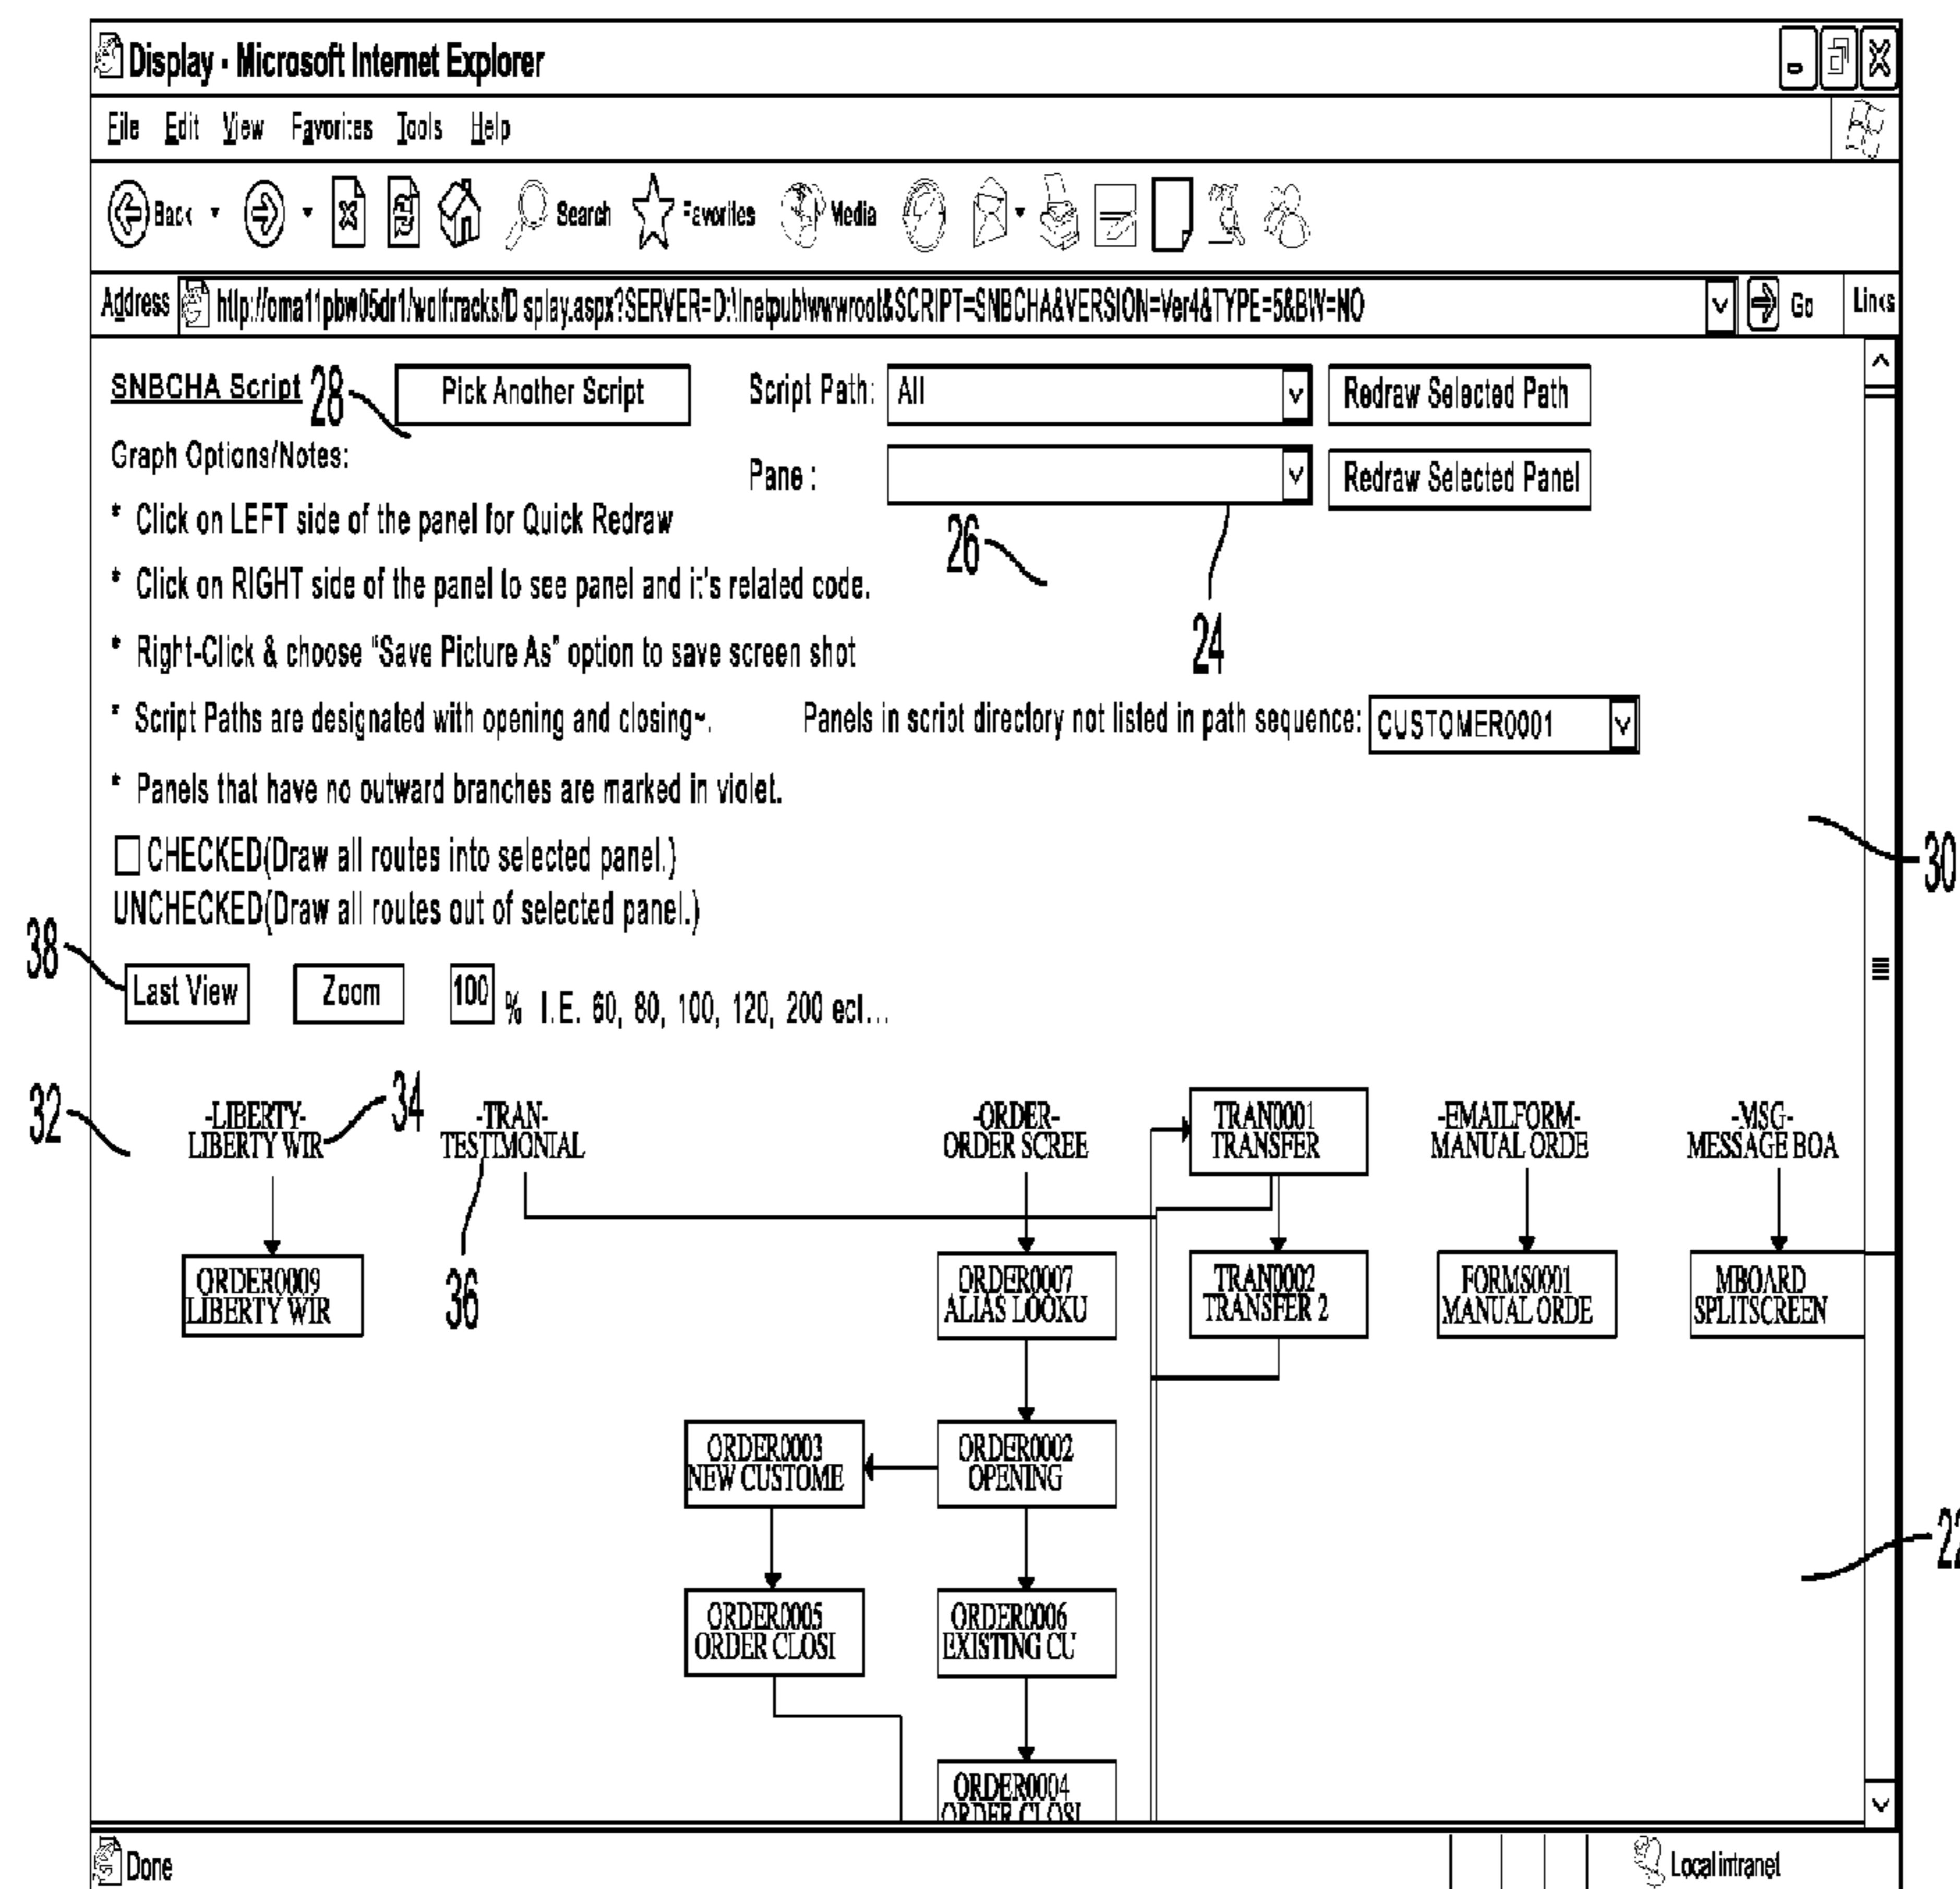 Display - Microsoft Internet Explorer
File Edit View Favorites Tools Help
Back Search Favorites Media
Address http://oma11pbw05dr1/wolftracks/D splay.aspx?SERVER=D:\Inetpub\wwwroot&SCRIPT=SNBCHA&VERSION=Ver4&TYPE=5&BW=NO Go Links
SNBCHA Script 28 Pick Another Script Script Path: All Redraw Selected Path
Graph Options/Notes: Pane : Redraw Selected Panel
* Click on LEFT side of the panel for Quick Redraw
26
* Click on RIGHT side of the panel to see panel and it's related code.
24
* Right-Click & choose "Save Picture As" option to save screen shot
* Script Paths are designated with opening and closing~. Panels in script directory not listed in path sequence: CUSTOMER0001
* Panels that have no outward branches are marked in violet.
30
CHECKED(Draw all routes into selected panel.)
UNCHECKED(Draw all routes out of selected panel.)
38
Last View Zoom 100 % I.E. 60, 80, 100, 120, 200 ect...
32
-LIBERTY-
LIBERTY WIR
34
-TRAN-
TESTIMONIAL
-ORDER-
ORDER SCREE
TRAN0001
TRANSFER
-EMAILFORM-
MANUAL ORDE
-MSG-
MESSAGE BOA
ORDER0009
LIBERTY WIR
36
ORDER0007
ALIAS LOOKU
TRAN0002
TRANSFER 2
FORMS0001
MANUAL ORDE
MBOARD
SPLITSCREEN
ORDER0003
NEW CUSTOME
ORDER0002
OPENING
22
ORDER0005
ORDER CLOSI
ORDER0006
EXISTING CU
ORDER0004
ORDER CLOSI
Done Local intranet